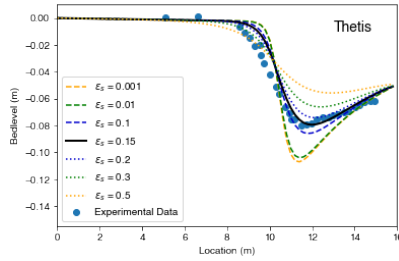 Thetis
0.00
−0.02
−0.04
−0.06
−0.08
−0.10
−0.12
−0.14
Bedlevel (m)
εs = 0.001
εs = 0.01
εs = 0.1
εs = 0.15
εs = 0.2
εs = 0.3
εs = 0.5
Experimental Data
0 2 4 6 8 10 12 14
Location (m)